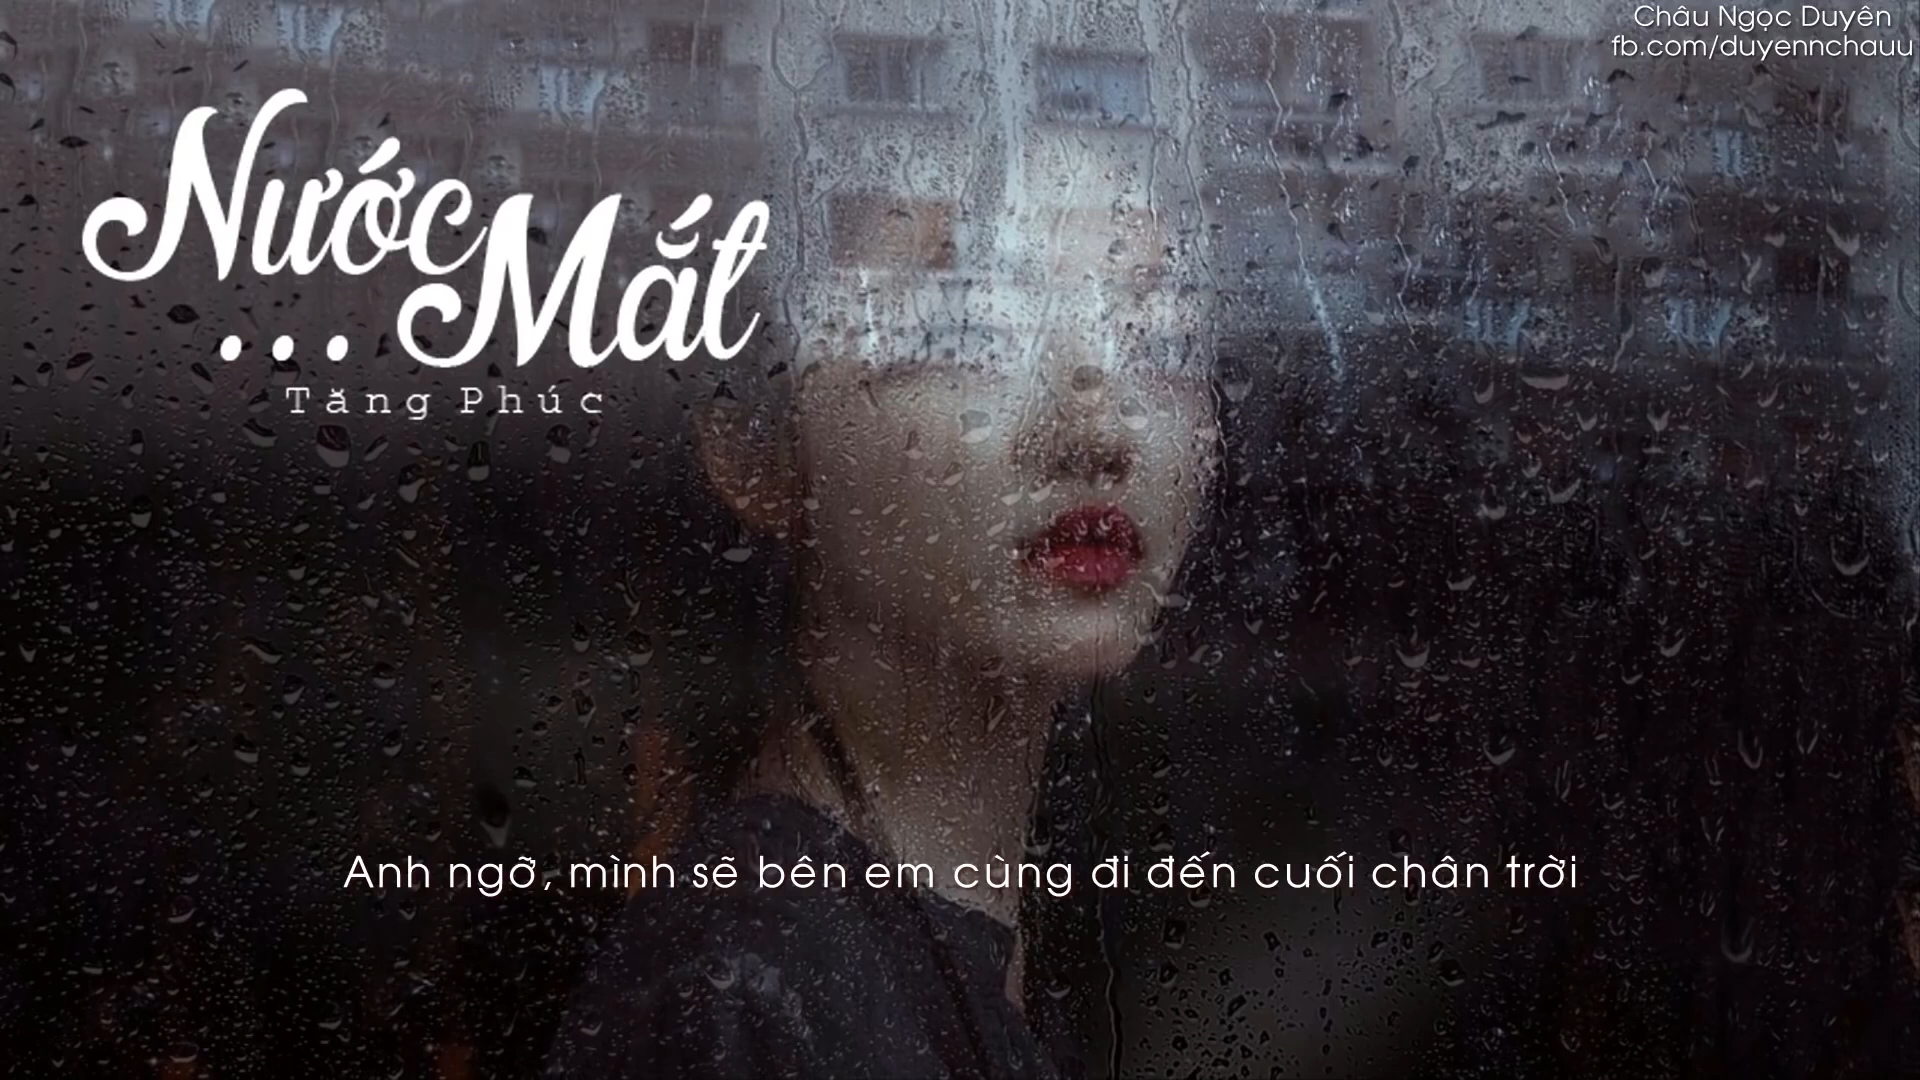 Châu Ngọc Duyên
fb.com/duyennchauu
Nước
... Mắt
Tăng Phúc
Anh ngỡ, mình sẽ bên em cùng đi đến cuối chân trời